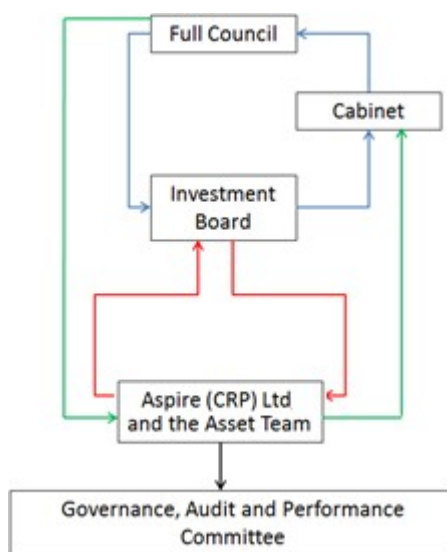 Full Council
Cabinet
Investment
Board
Aspire (CRP) Ltd
and the Asset Team
Governance, Audit and Performance
Committee